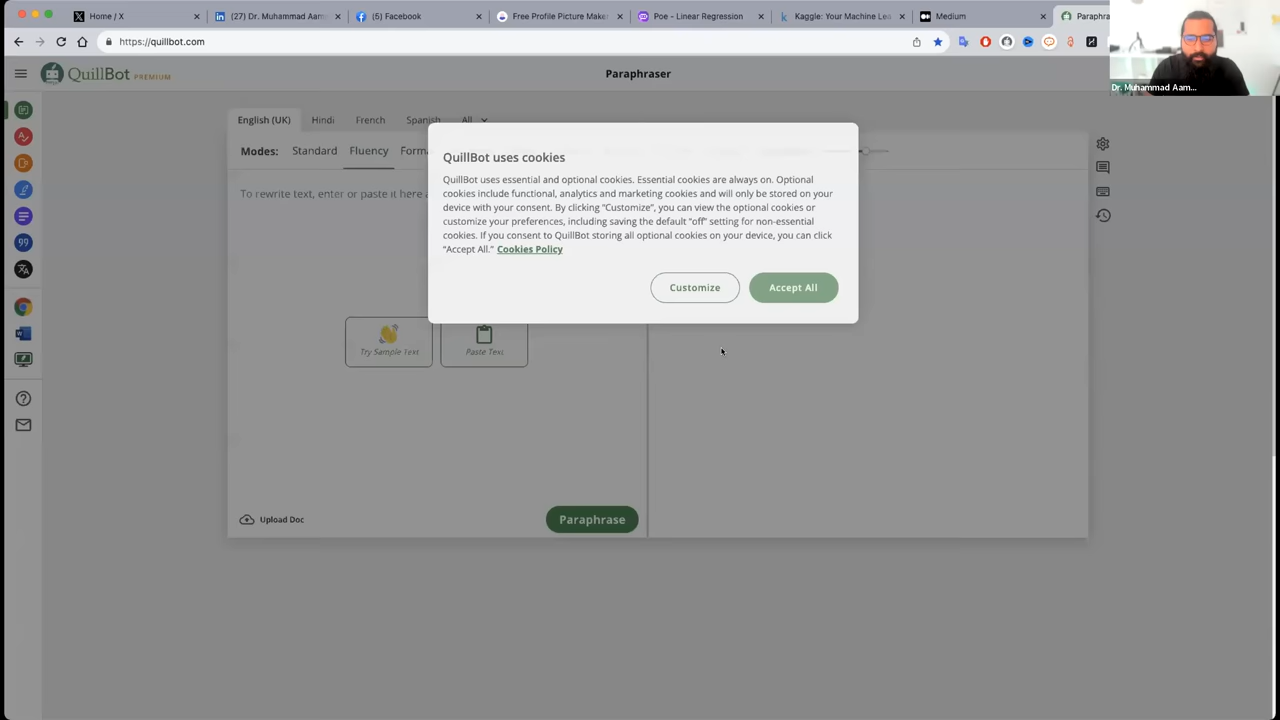 Home / X
(27) Dr. Muhammad Aam
(5) Facebook
Free Profile Picture Make
Poe - Linear Regression
Kaggle: Your Machine Lea
Medium
Paraphra
https://quillbot.com
Dr. Muhammad Aam...
QuillBot PREMIUM
Paraphraser
English (UK) Hindi French Spanish All
Modes: Standard Fluency Forma
To rewrite text, enter or paste it here a
QuillBot uses cookies
QuillBot uses essential and optional cookies. Essential cookies are always on. Optional
cookies include functional, analytics and marketing cookies and will only be stored on your
device with your consent. By clicking “Customize”, you can view the optional cookies or
customize your preferences, including saving the default “off” setting for non-essential
cookies. If you consent to QuillBot storing all optional cookies on your device, you can click
“Accept All.” Cookies Policy
Customize Accept All
Try Sample Text Paste Text
Upload Doc Paraphrase